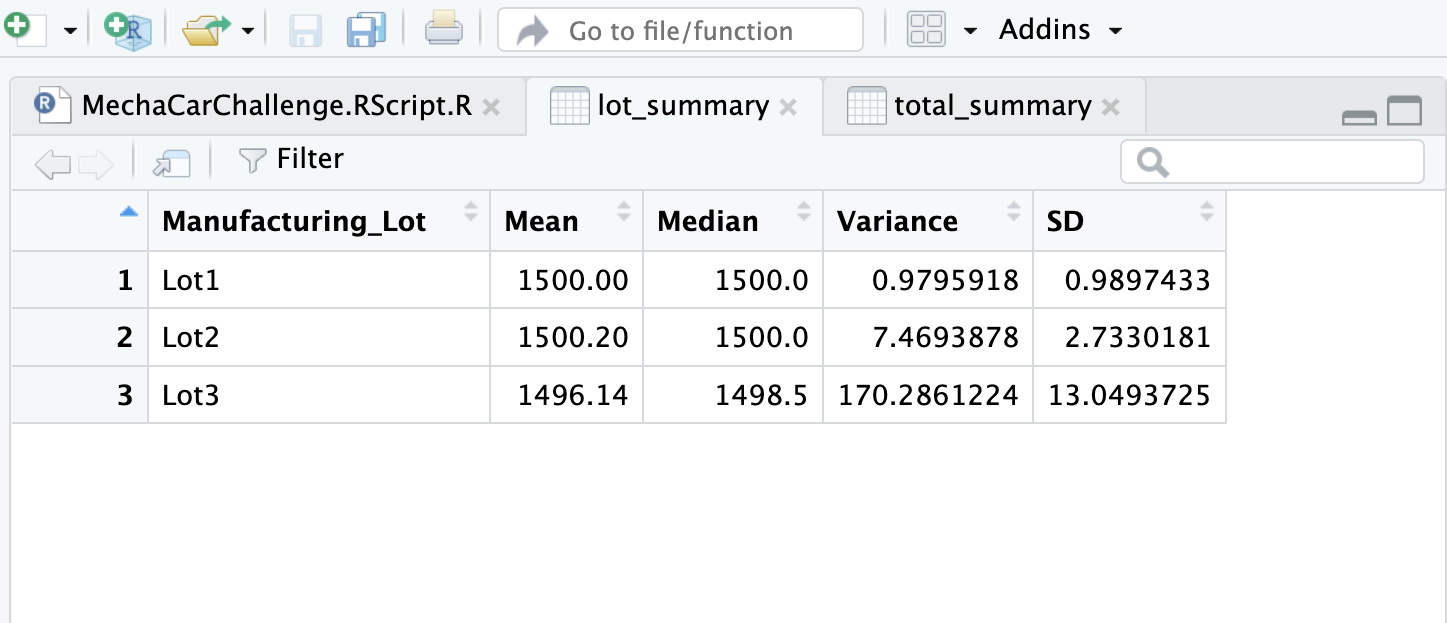 Go to file/function Addins
MechaCarChallenge.RScript.R lot_summary total_summary
Filter
Manufacturing_Lot Mean Median Variance SD
1 Lot1 1500.00 1500.0 0.9795918 0.9897433
2 Lot2 1500.20 1500.0 7.4693878 2.7330181
3 Lot3 1496.14 1498.5 170.2861224 13.0493725